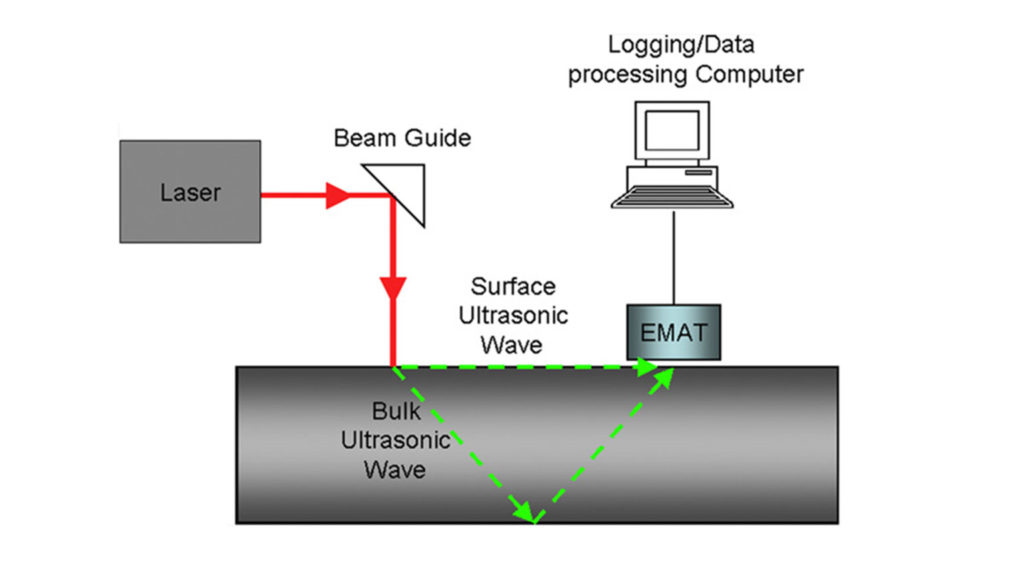 Logging/Data
processing Computer
Beam Guide
Laser
Surface
Ultrasonic
Wave
EMAT
Bulk
Ultrasonic
Wave